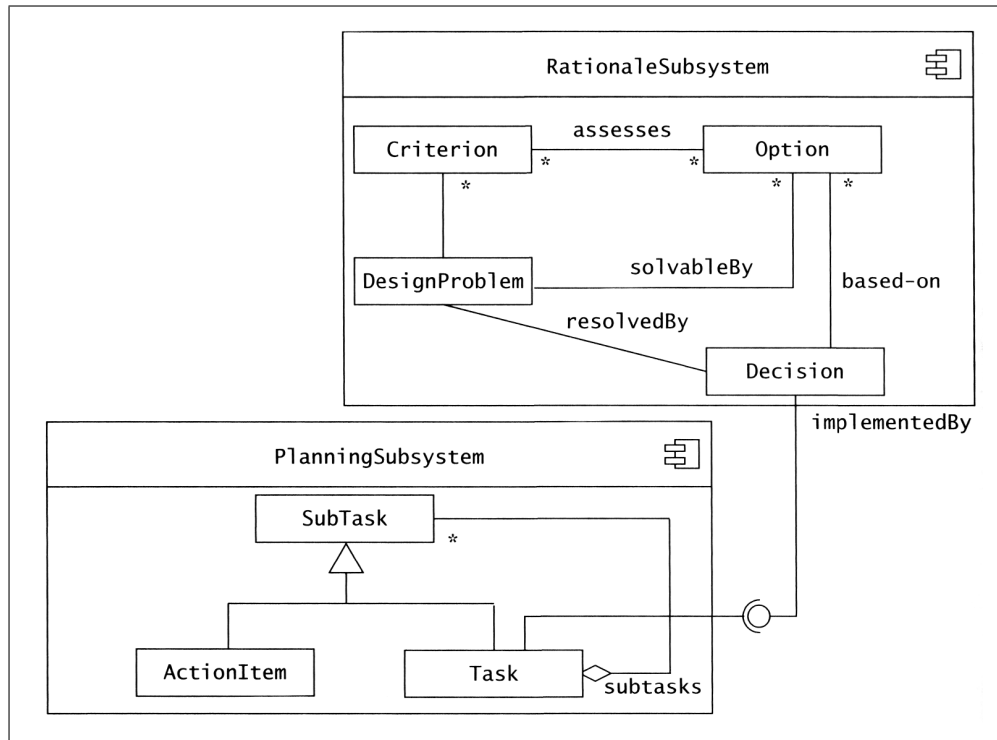 RationaleSubsystem
assesses
Criterion
Option
*
*
*
*
*
solvableBy
DesignProblem
based-on
resolvedBy
Decision
implementedBy
PlanningSubsystem
SubTask
*
ActionItem
Task
subtasks